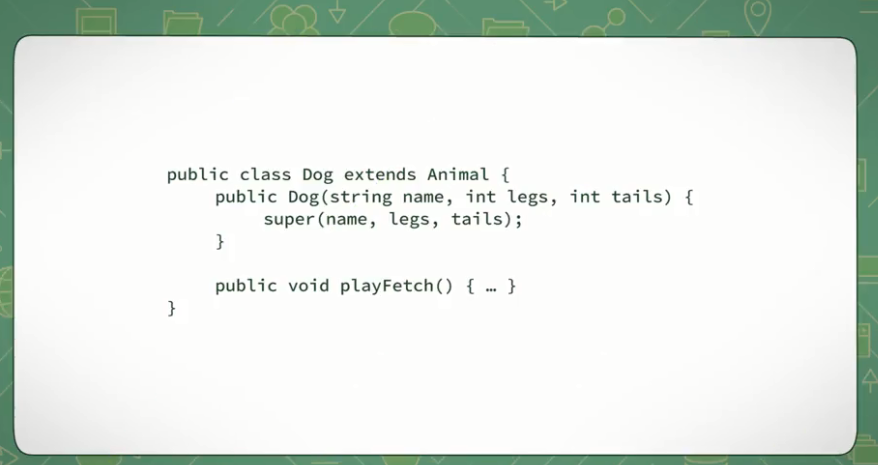 public class Dog extends Animal {
public Dog(string name, int legs, int tails) {
super(name, legs, tails);
}
public void playFetch() { … }
}